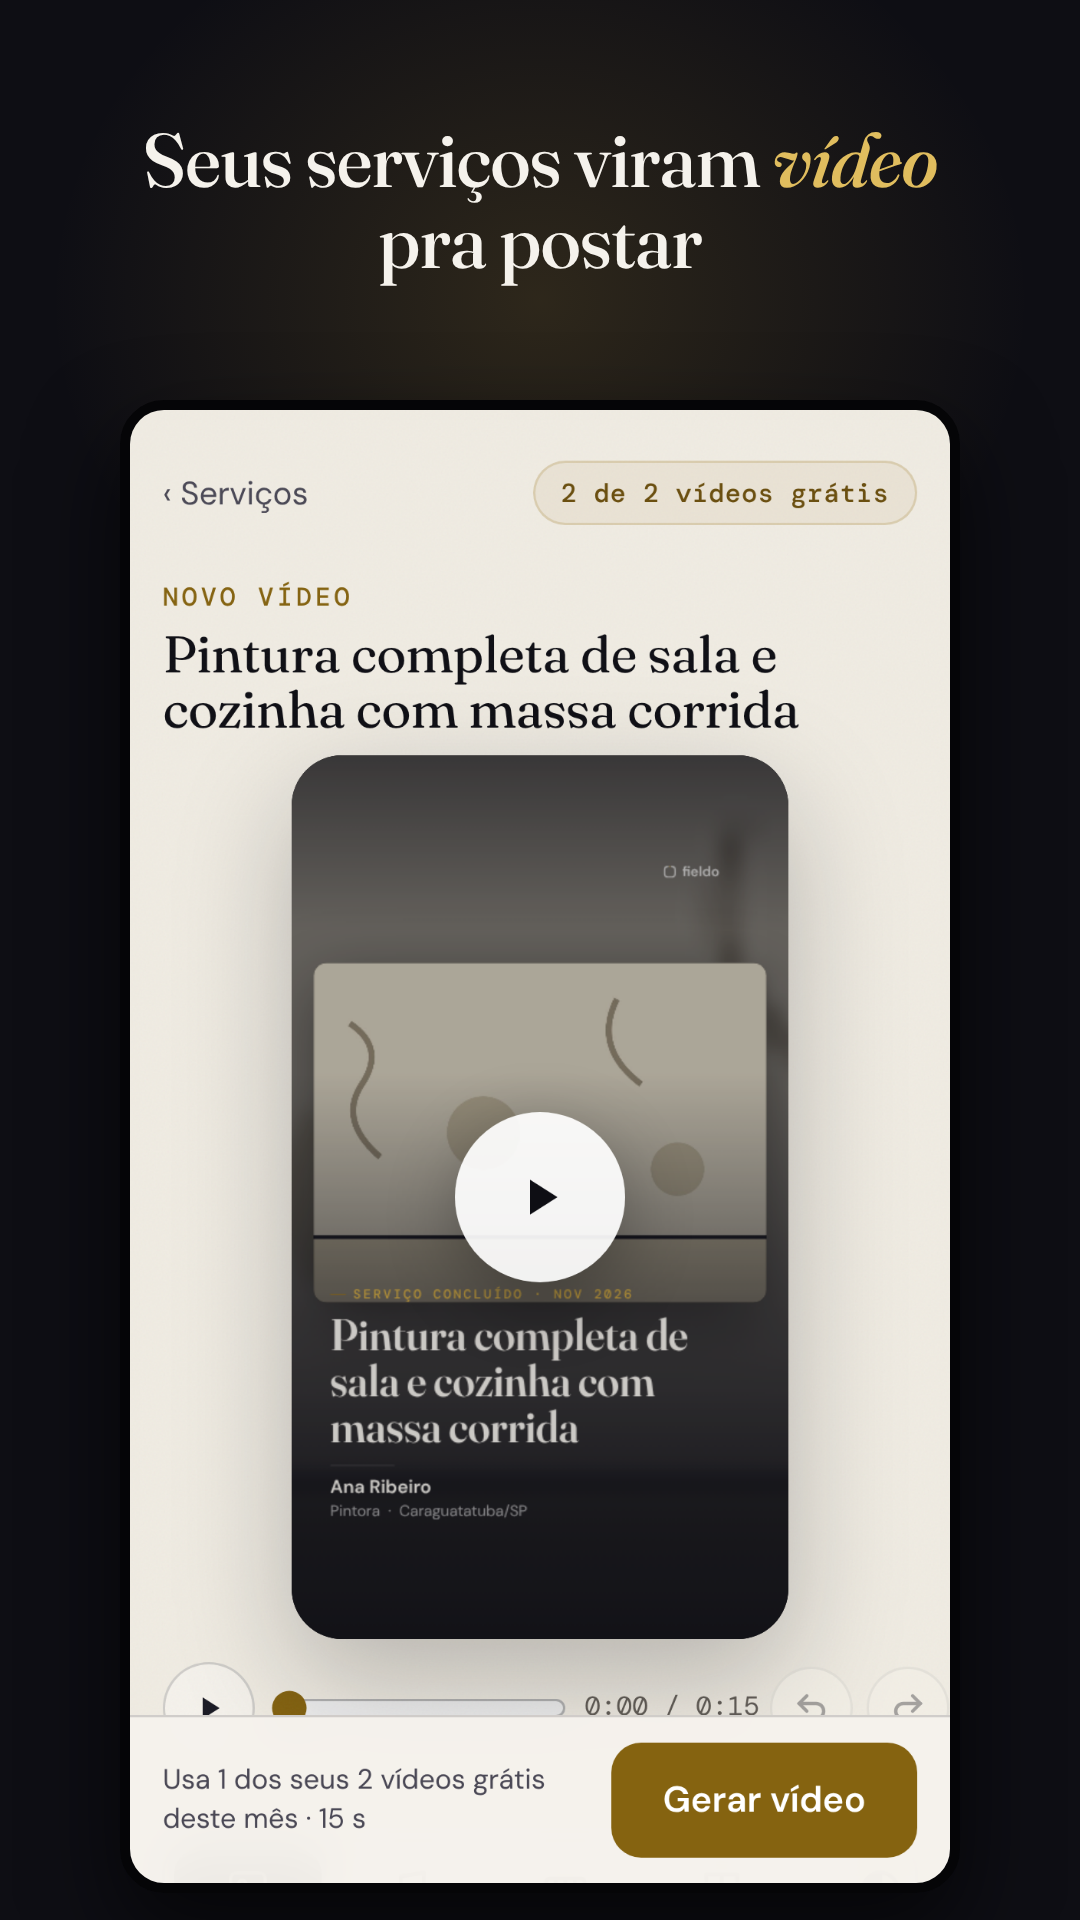 Seus serviços viram vídeo
pra postar
‹ Serviços
2 de 2 vídeos grátis
NOVO VÍDEO
Pintura completa de sala e
cozinha com massa corrida
fieldo
— SERVIÇO CONCLUÍDO · NOV 2026
Pintura completa de
sala e cozinha com
massa corrida
Ana Ribeiro
Pintora · Caraguatatuba/SP
0:00 / 0:15
Usa 1 dos seus 2 vídeos grátis
deste mês · 15 s
Gerar vídeo